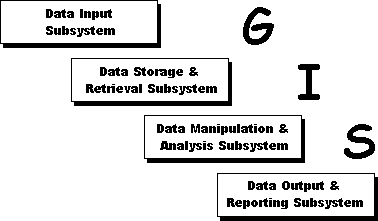 Data Input
Subsystem
G
Data Storage &
Retrieval Subsystem
I
Data Manipulation &
Analysis Subsystem
S
Data Output &
Reporting Subsystem